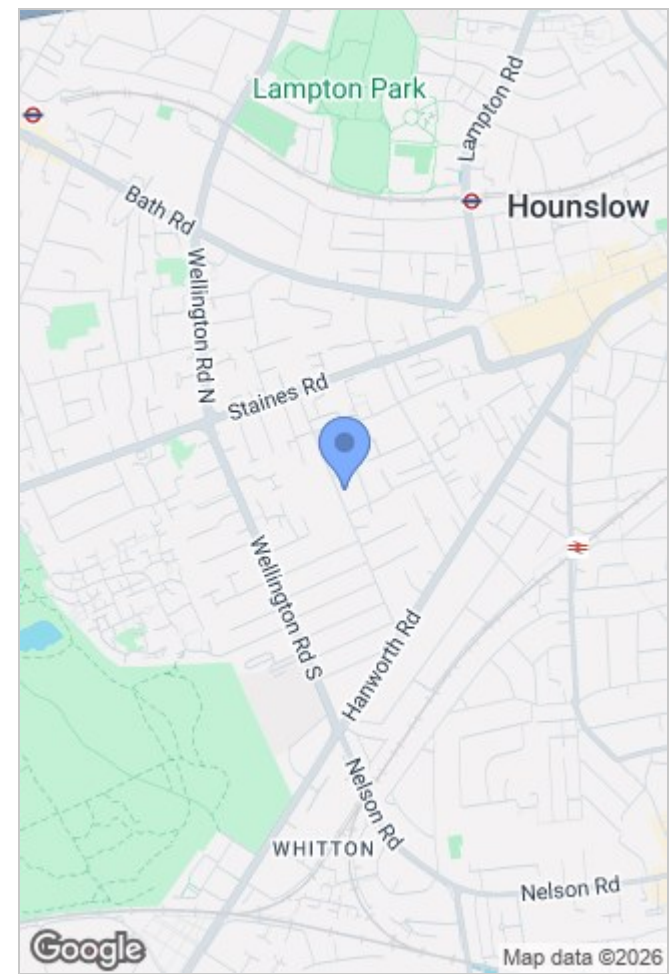 Lampton Park
Lampton Rd
Hounslow
Bath Rd
Wellington Rd N
Staines Rd
Wellington Rd S
Hanworth Rd
Nelson Rd
WHITTON
Nelson Rd
Google
Map data ©2026